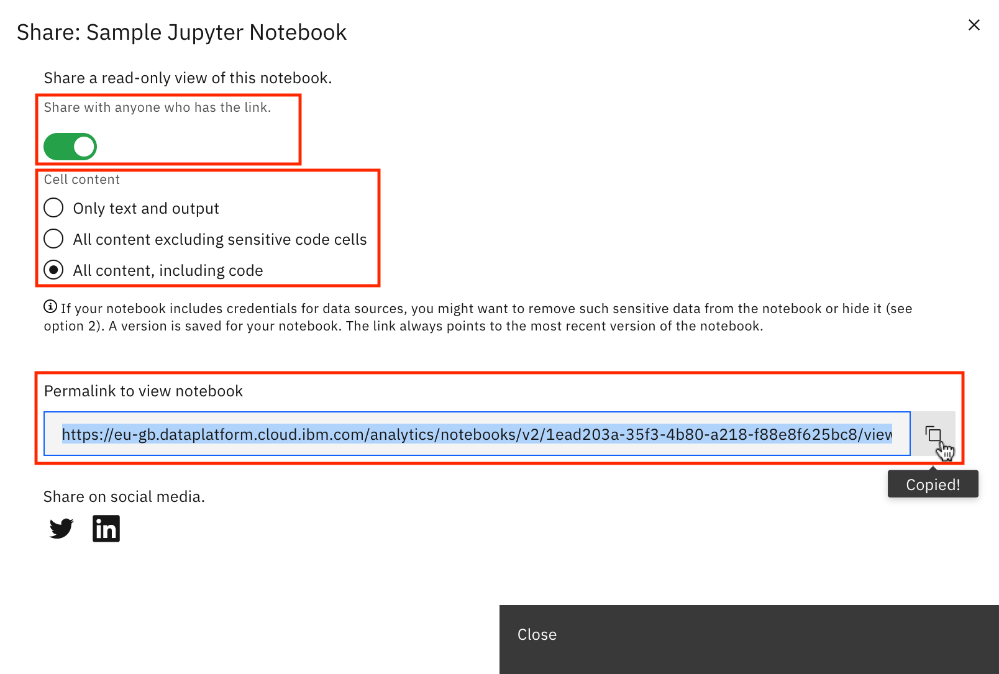 Share: Sample Jupyter Notebook
Share a read-only view of this notebook.
Share with anyone who has the link.
Cell content
Only text and output
All content excluding sensitive code cells
All content, including code
If your notebook includes credentials for data sources, you might want to remove such sensitive data from the notebook or hide it (see
option 2). A version is saved for your notebook. The link always points to the most recent version of the notebook.
Permalink to view notebook
https://eu-gb.dataplatform.cloud.ibm.com/analytics/notebooks/v2/1ead203a-35f3-4b80-a218-f88e8f625bc8/view
Copied!
Share on social media.
in
Close